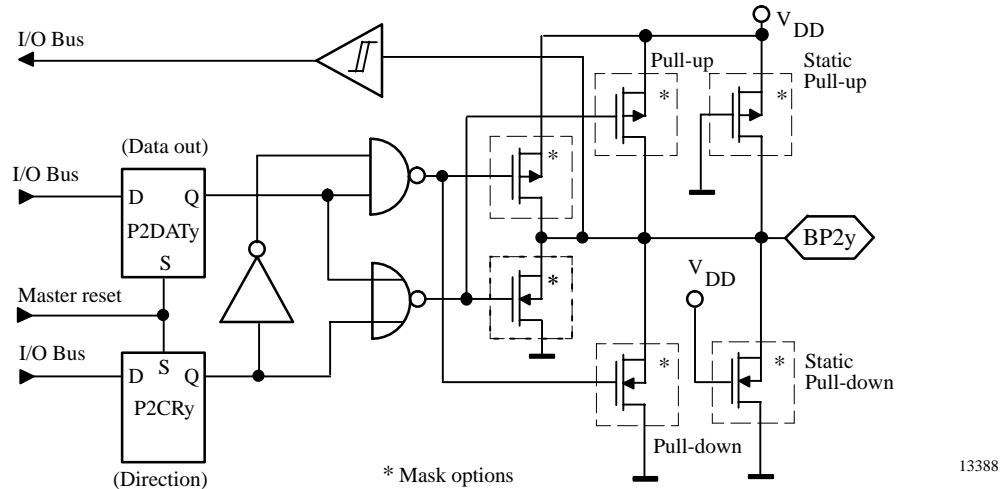 I/O Bus
V
DD
Pull-up
Static
Pull-up
*
*
(Data out)
*
I/O Bus
D
Q
P2DATy
S
BP2y
V
DD
Master reset
*
I/O Bus
S
D
Q
P2CRy
*
*
Static
Pull-down
Pull-down
(Direction)
* Mask options
13388